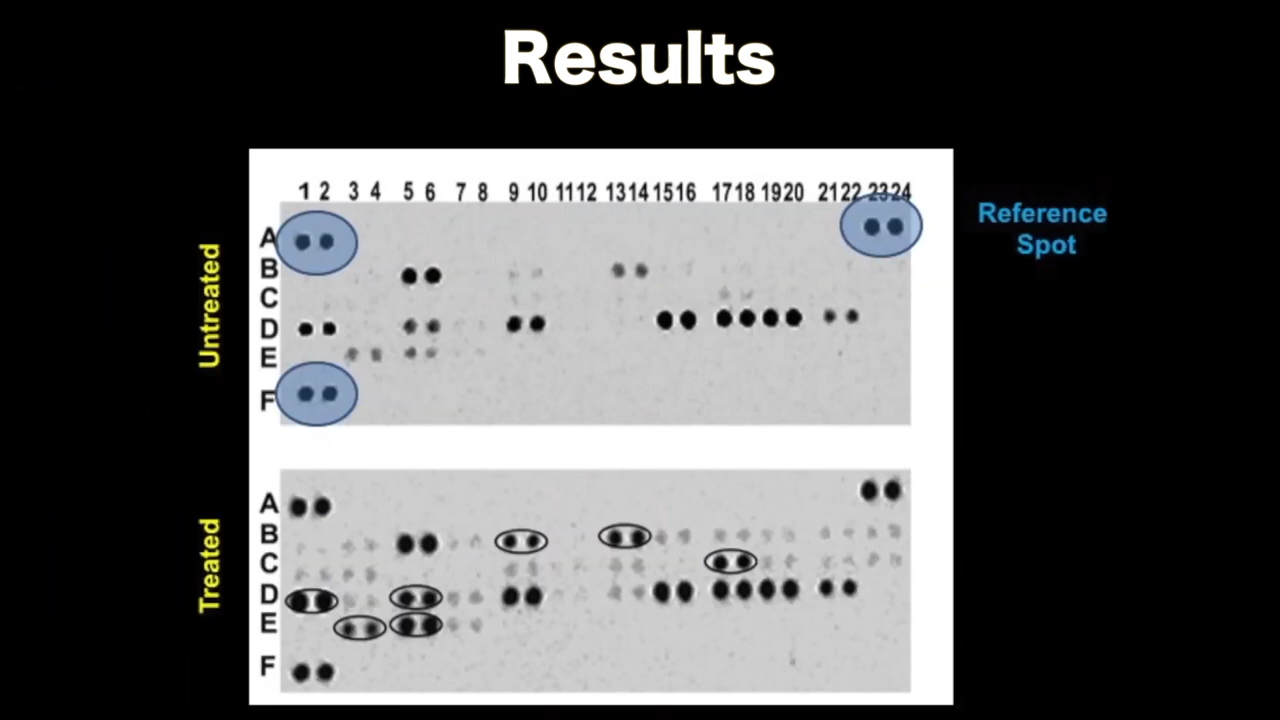 Results
1 2 3 4 5 6 7 8 9 10 11 12 13 14 15 16 17 18 19 20 21 22 23 24
Reference
Spot
Untreated
A
B
C
D
E
F
Treated
A
B
C
D
E
F